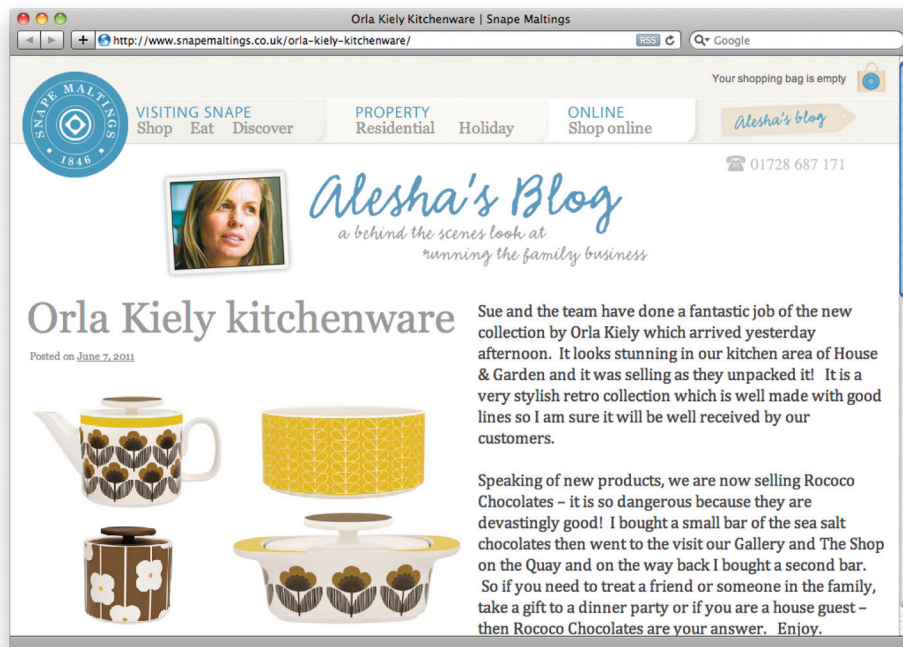 Orla Kiely Kitchenware | Snape Maltings
http://www.snapemaltings.co.uk/orla-kiely-kitchenware/
RSS
Google
Your shopping bag is empty
SNAPE MALTINGS
1846
VISITING SNAPE
Shop Eat Discover
PROPERTY
Residential Holiday
ONLINE
Shop online
Alesha's blog
01728 687 171
Alesha's Blog
a behind the scenes look at
running the family business
Orla Kiely kitchenware
Posted on June 7, 2011
Sue and the team have done a fantastic job of the new
collection by Orla Kiely which arrived yesterday
afternoon. It looks stunning in our kitchen area of House
& Garden and it was selling as they unpacked it! It is a
very stylish retro collection which is well made with good
lines so I am sure it will be well received by our
customers.
Speaking of new products, we are now selling Rococo
Chocolates – it is so dangerous because they are
devastingly good! I bought a small bar of the sea salt
chocolates then went to the visit our Gallery and The Shop
on the Quay and on the way back I bought a second bar.
So if you need to treat a friend or someone in the family,
take a gift to a dinner party or if you are a house guest –
then Rococo Chocolates are your answer. Enjoy.